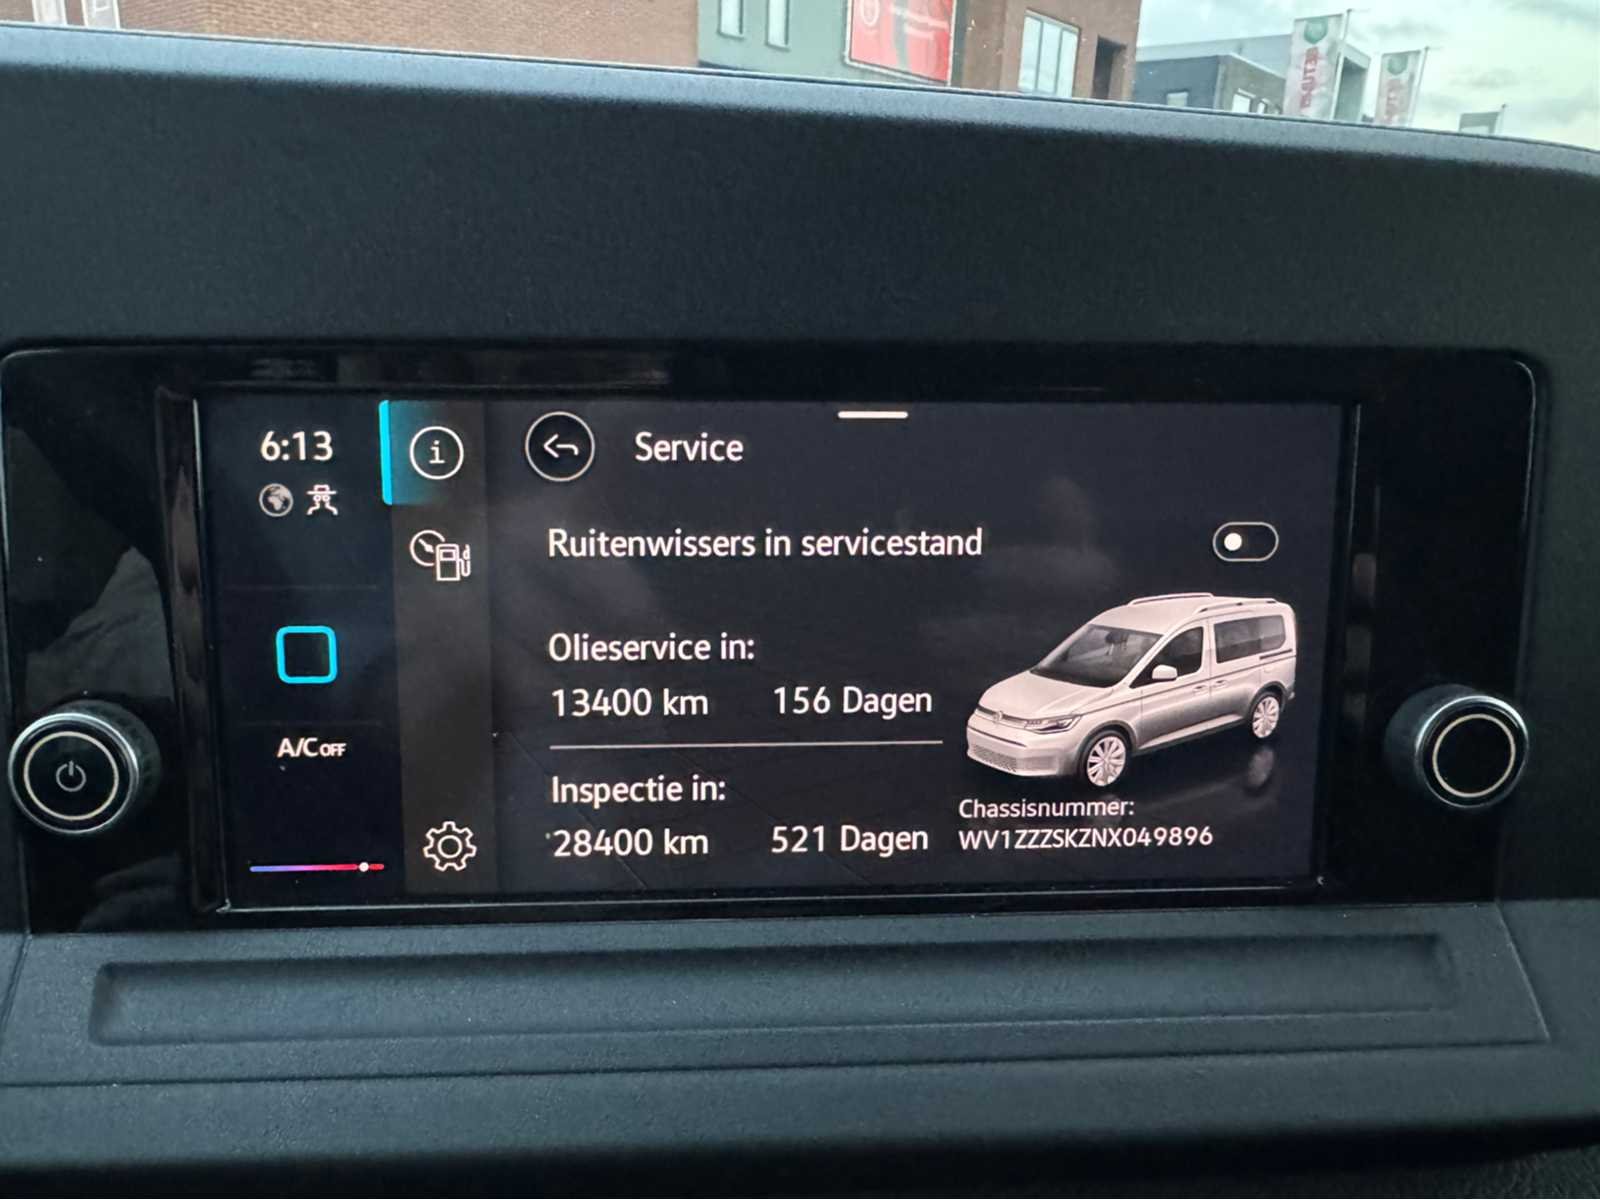 6:13
Service
Ruitenwissers in servicestand
Olieservice in:
13400 km 156 Dagen
A/C OFF
Inspectie in:
28400 km 521 Dagen
Chassisnummer:
WV1ZZZSKZNX049896